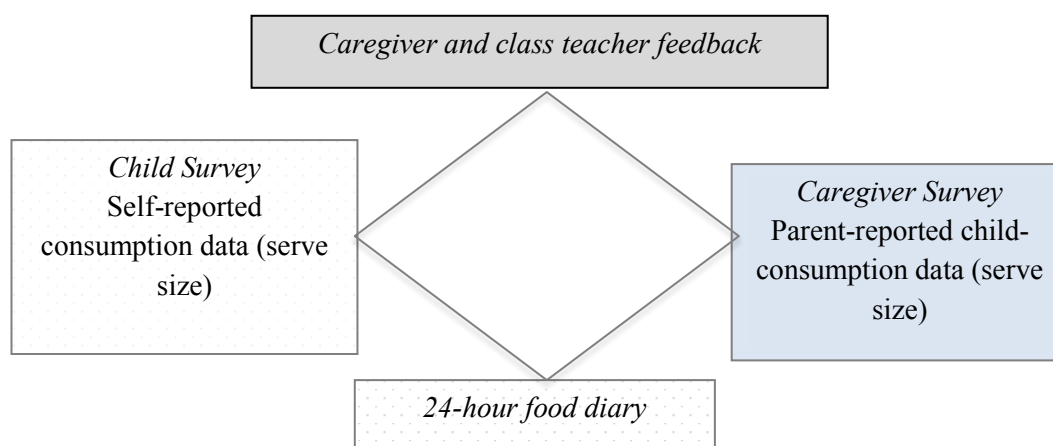 Caregiver and class teacher feedback
Child Survey
Self-reported
consumption data (serve
size)
Caregiver Survey
Parent-reported child-
consumption data (serve
size)
24-hour food diary